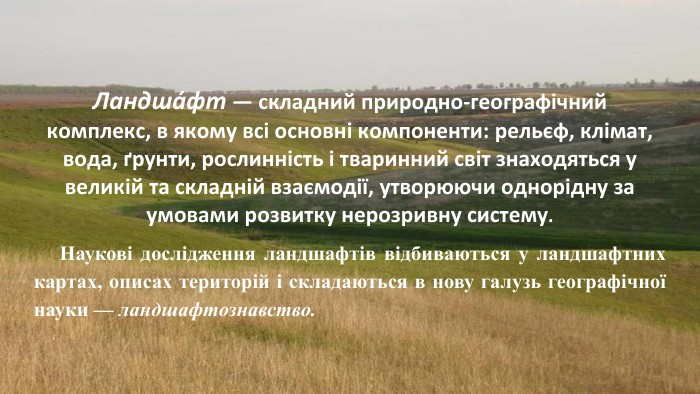 Ландша́фт — складний природно-географічний
комплекс, в якому всі основні компоненти: рельєф, клімат,
вода, ґрунти, рослинність і тваринний світ знаходяться у
великій та складній взаємодії, утворюючи однорідну за
умовами розвитку нерозривну систему.
Наукові дослідження ландшафтів відбиваються у ландшафтних
картах, описах територій і складаються в нову галузь географічної
науки — ландшафтознавство.